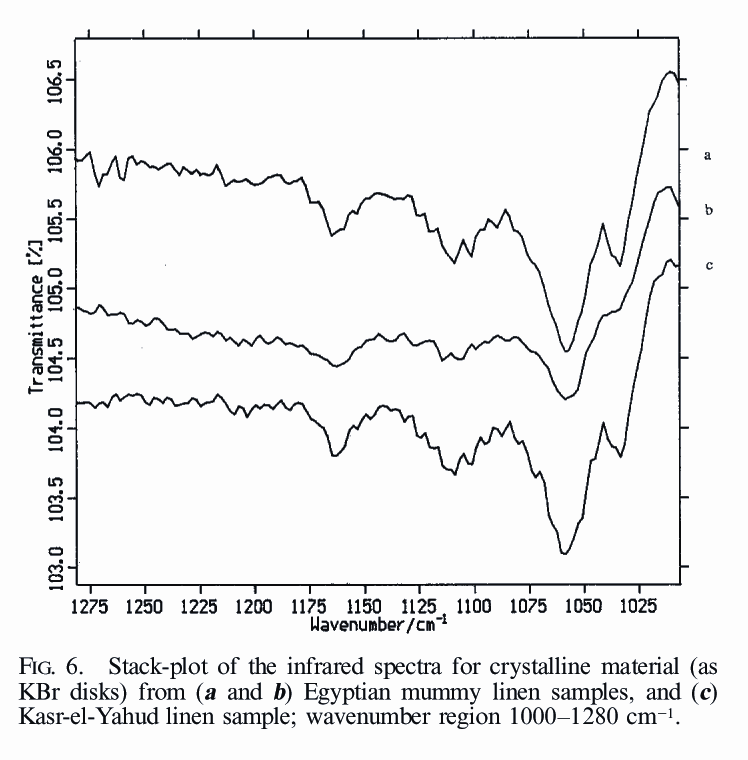 106.5
106.0
105.5
105.0
104.5
104.0
103.5
103.0
Transmittance [%]
a
b
c
1275 1250 1225 1200 1175 1150 1125 1100 1075 1050 1025
Wavenumber/cm⁻¹
FIG. 6. Stack-plot of the infrared spectra for crystalline material (as
KBr disks) from (a and b) Egyptian mummy linen samples, and (c)
Kasr-el-Yahud linen sample; wavenumber region 1000–1280 cm⁻¹.